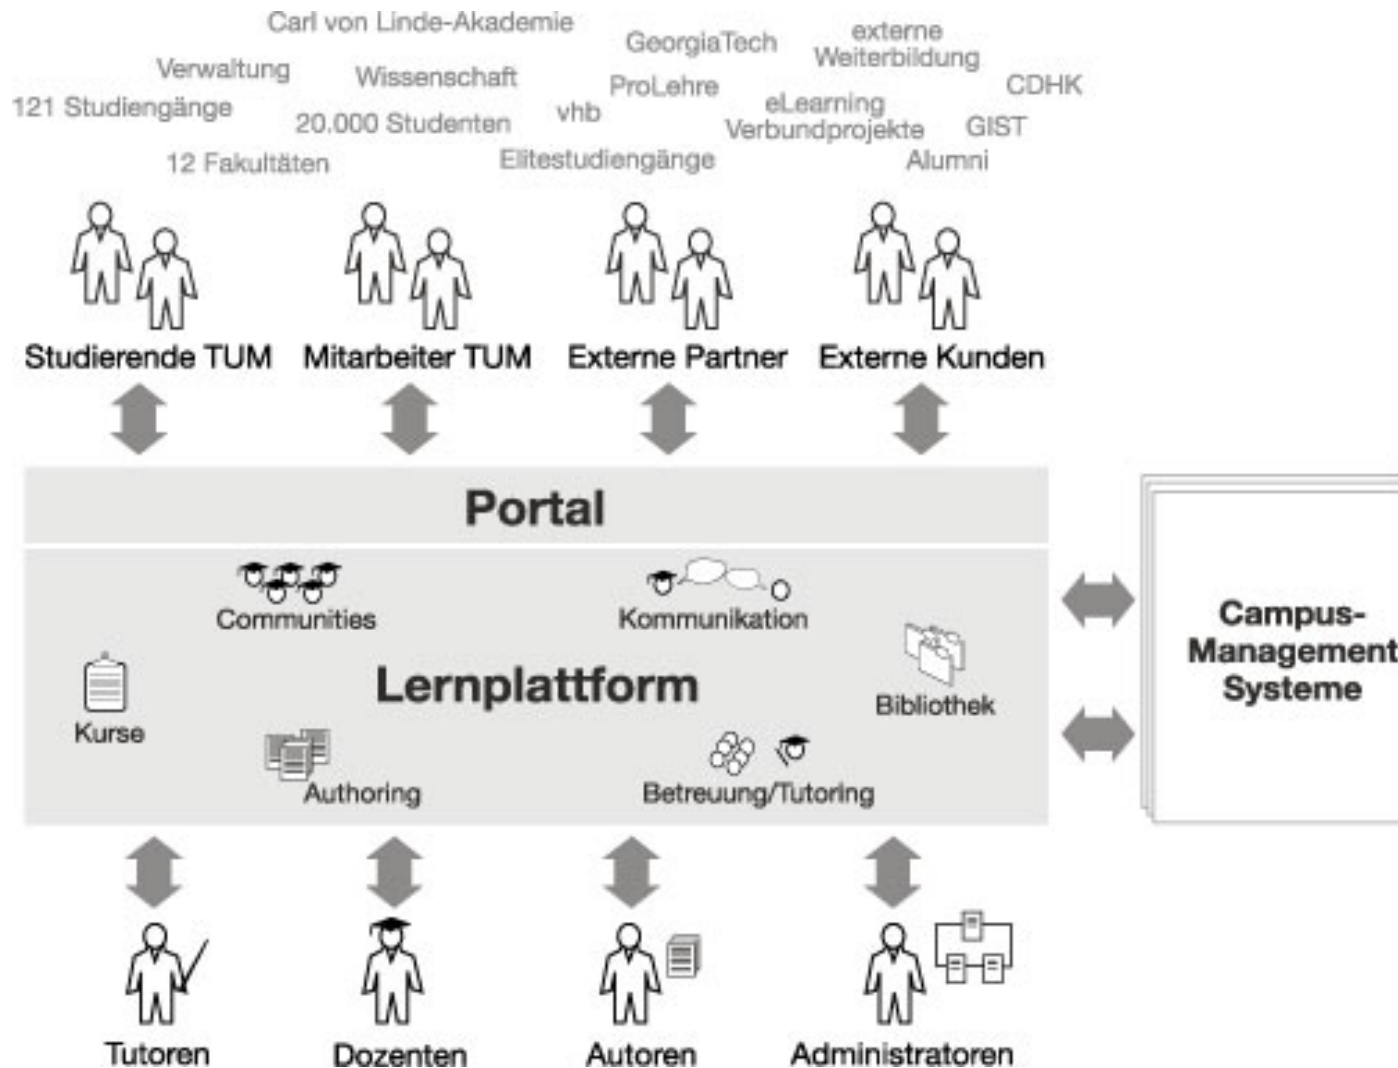 Carl von Linde-Akademie
GeorgiaTech
externe
Weiterbildung
Verwaltung
Wissenschaft
ProLehre
CDHK
121 Studiengänge
20.000 Studenten
vhb
eLearning
Verbundprojekte
GIST
12 Fakultäten
Elitestudiengänge
Alumni
Studierende TUM
Mitarbeiter TUM
Externe Partner
Externe Kunden
Portal
Communities
Kommunikation
Lernplattform
Kurse
Bibliothek
Authoring
Betreuung/Tutoring
Campus-
Management
Systeme
Tutoren
Dozenten
Autoren
Administratoren